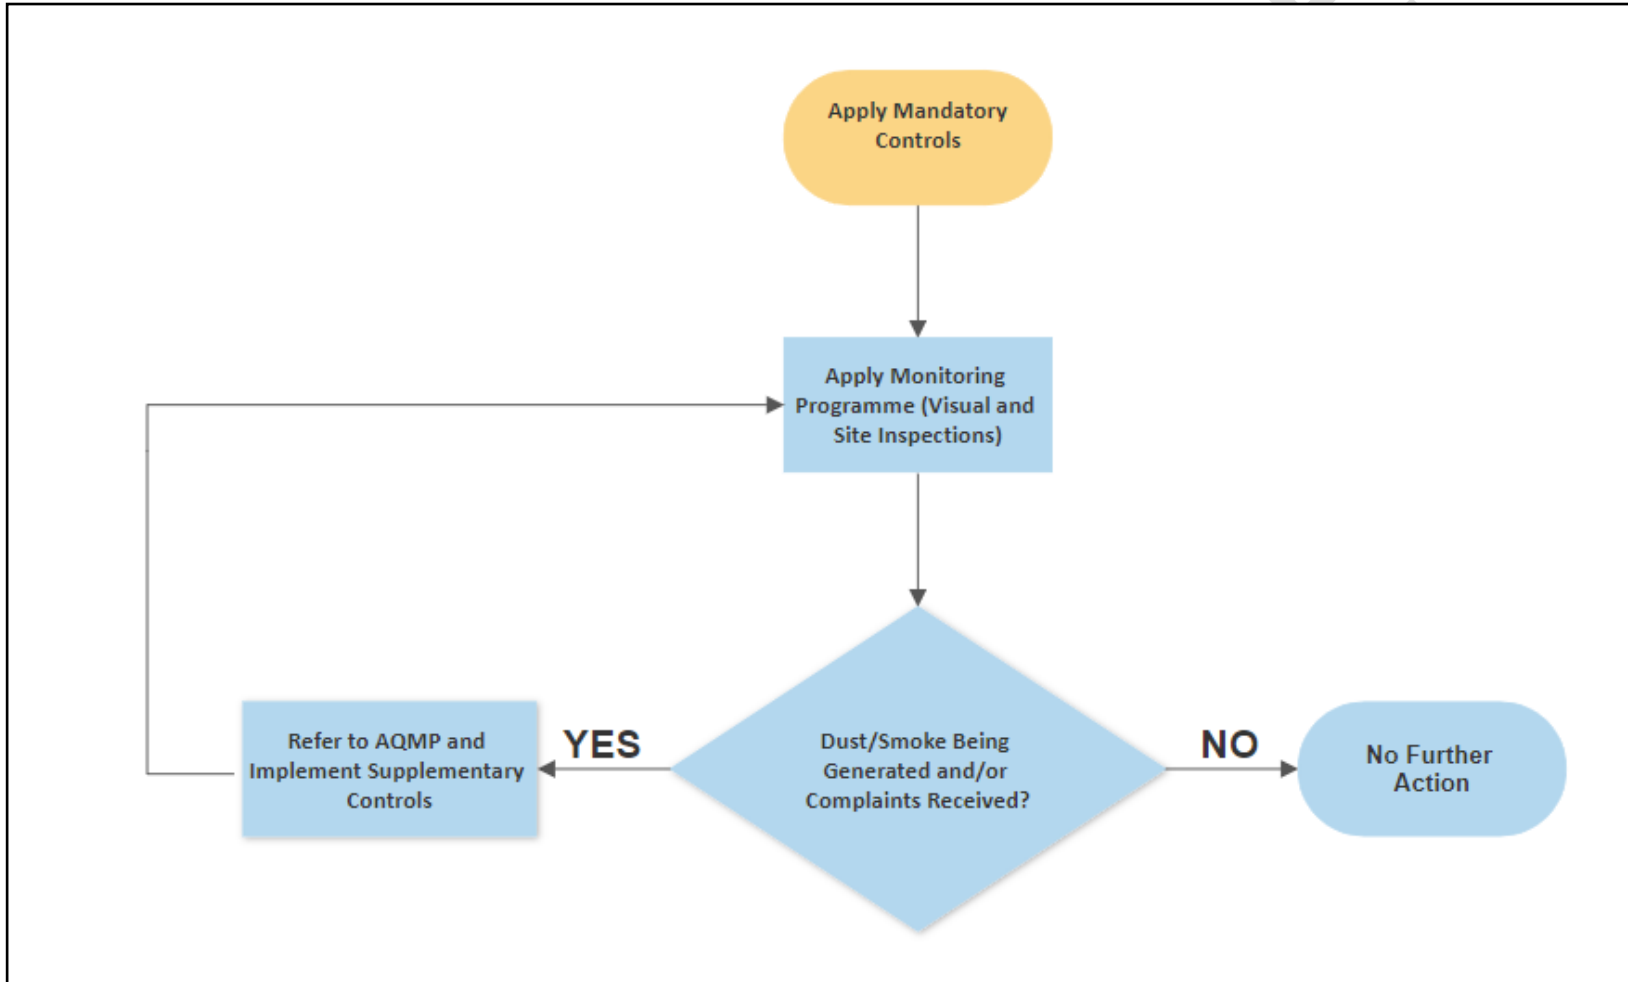 Apply Mandatory
Controls
Apply Monitoring
Programme (Visual and
Site Inspections)
Refer to AQMP and
Implement Supplementary
Controls
YES
Dust/Smoke Being
Generated and/or
Complaints Received?
NO
No Further
Action